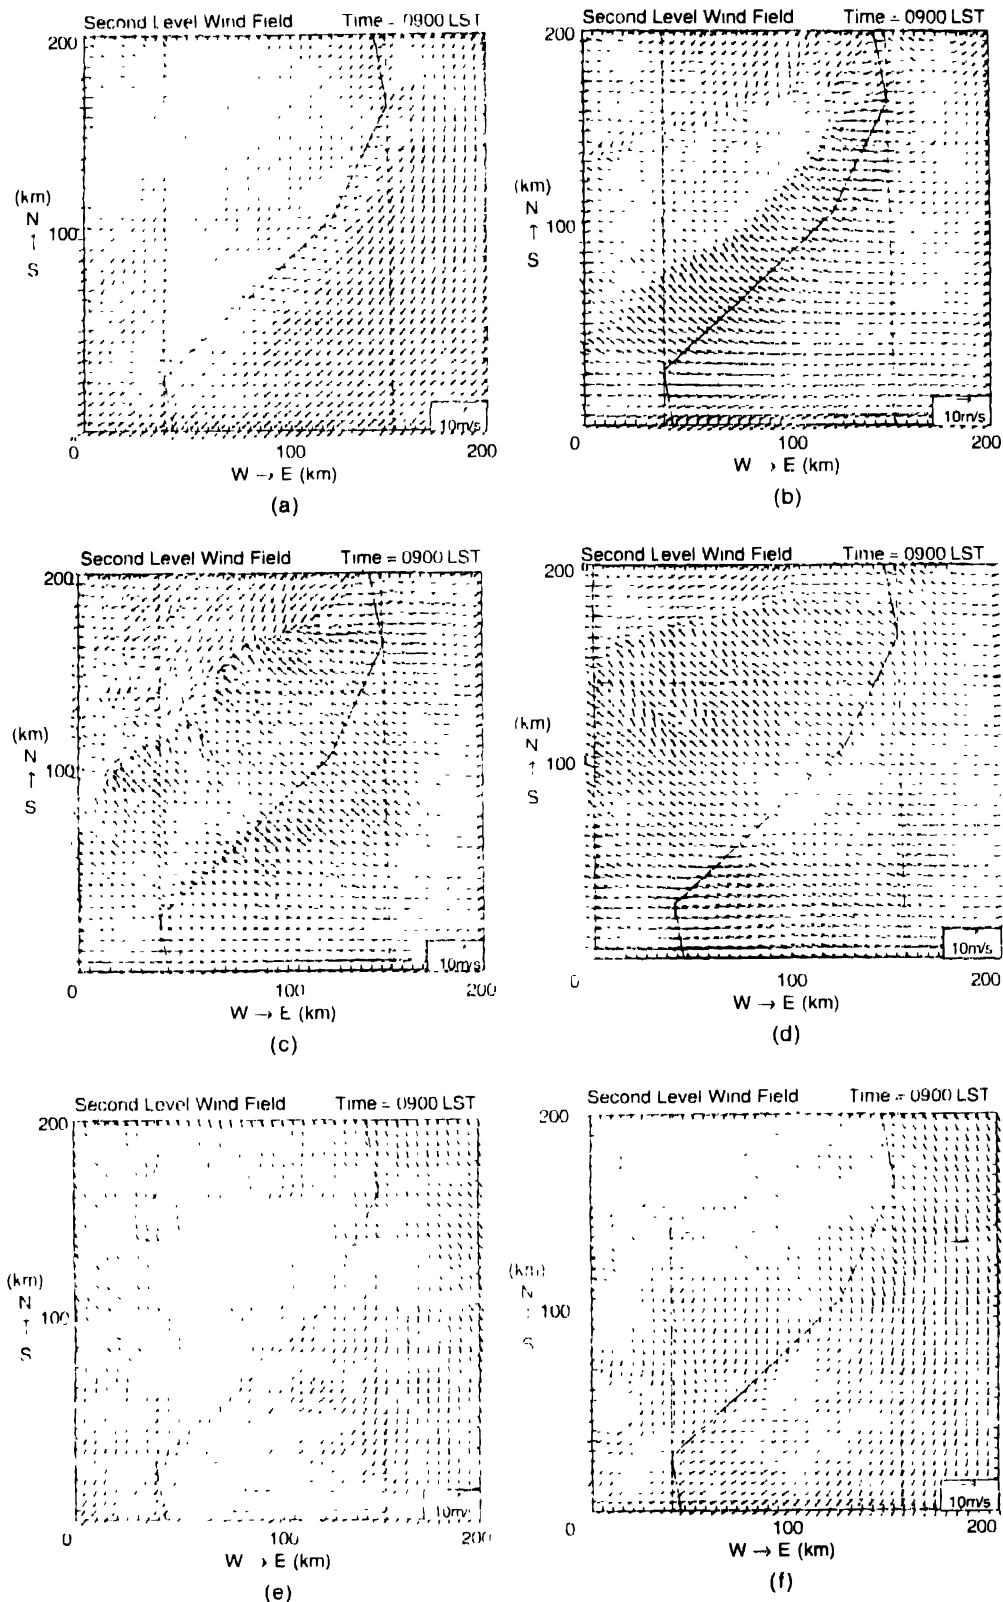 Second Level Wind Field Time = 0900 LST
200
(km)
N
↑
S
100
10m/s
0 100 200
W → E (km)
(a)
Second Level Wind Field Time = 0900 LST
200
(km)
N
↑
S
100
10m/s
0 100 200
W → E (km)
(b)
Second Level Wind Field Time = 0900 LST
200
(km)
N
↑
S
100
10m/s
0 100 200
W → E (km)
(c)
Second Level Wind Field Time = 0900 LST
200
(km)
N
↑
S
100
10m/s
0 100 200
W → E (km)
(d)
Second Level Wind Field Time = 0900 LST
200
(km)
N
↑
S
100
10m/s
0 100 200
W → E (km)
(e)
Second Level Wind Field Time = 0900 LST
200
(km)
N
↑
S
100
10m/s
0 100 200
W → E (km)
(f)